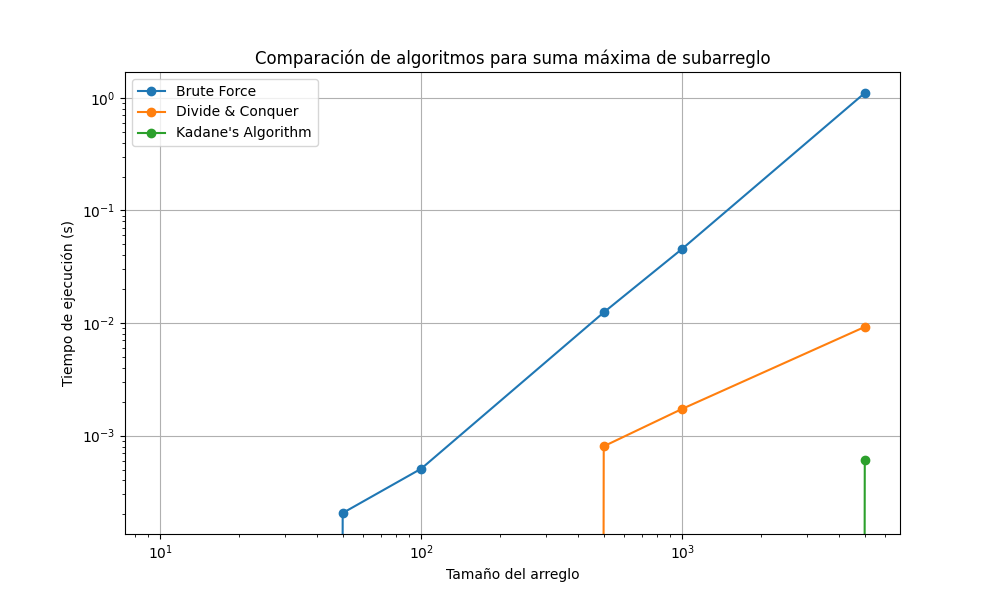 Comparación de algoritmos para suma máxima de subarreglo
Brute Force
Divide & Conquer
Kadane's Algorithm
10⁰
10⁻¹
10⁻²
10⁻³
Tiempo de ejecución (s)
10¹ 10² 10³
Tamaño del arreglo